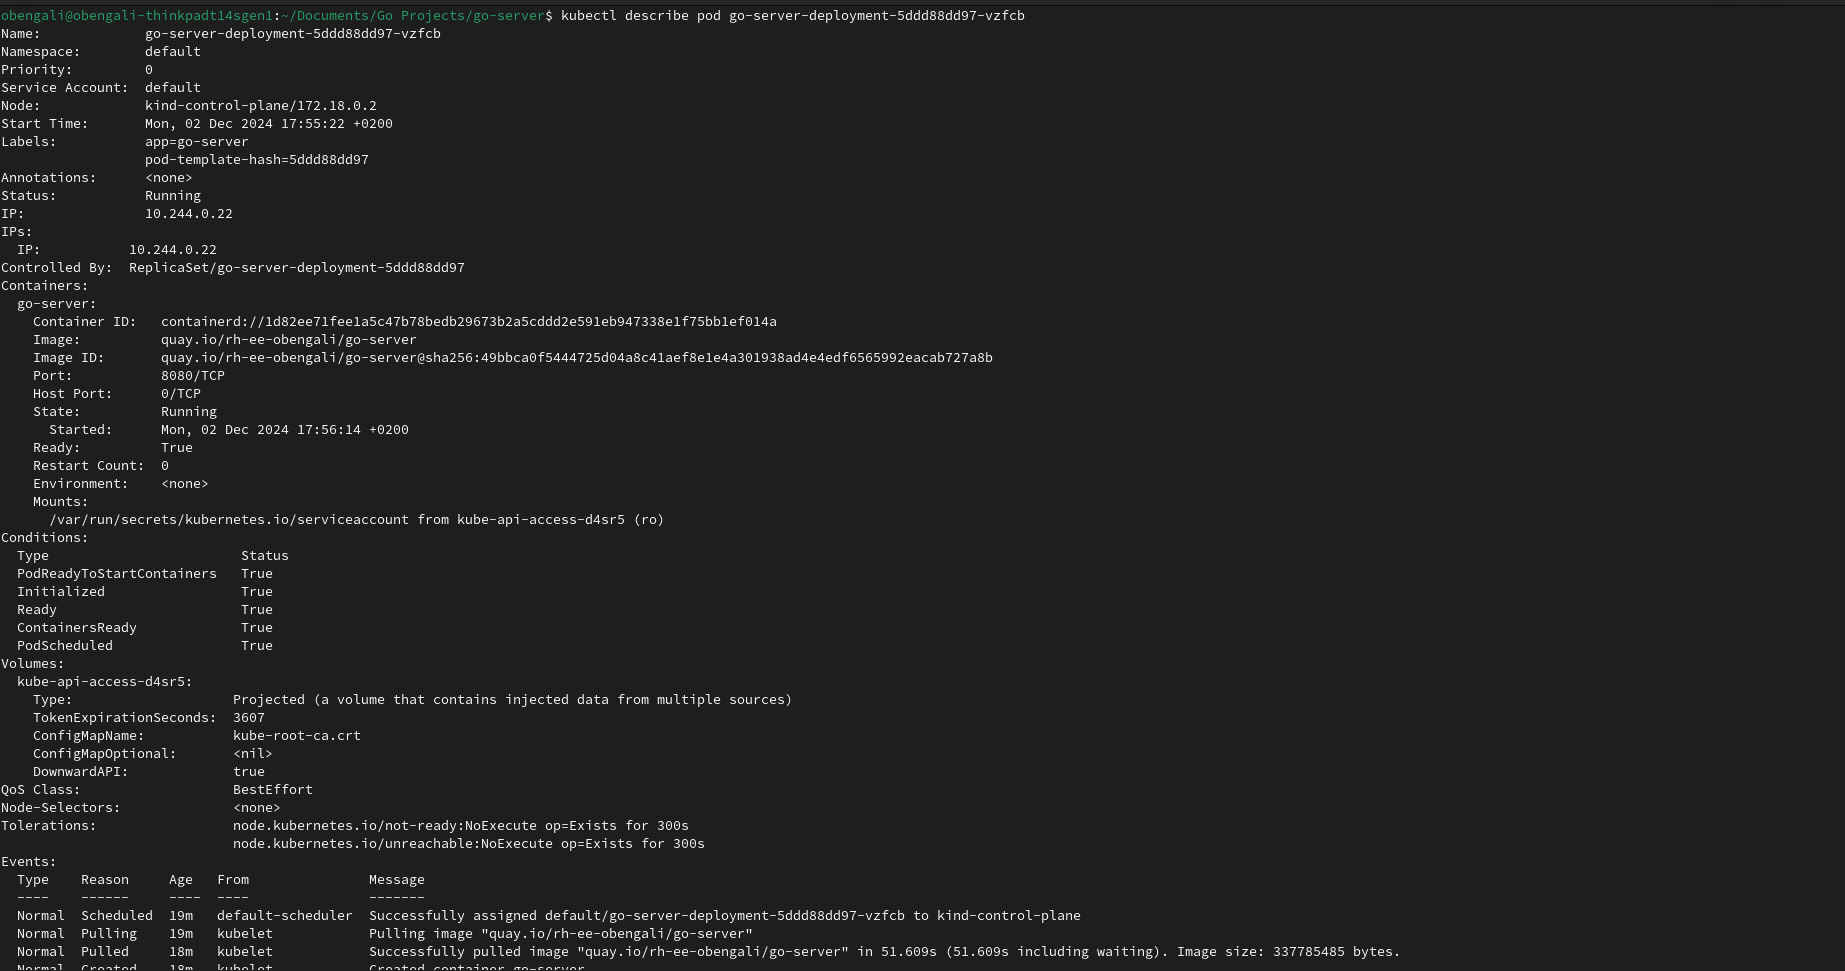 obengali@obengali-thinkpadt14sgen1:~/Documents/Go Projects/go-server$ kubectl describe pod go-server-deployment-5ddd88dd97-vzfcb
Name:             go-server-deployment-5ddd88dd97-vzfcb
Namespace:        default
Priority:         0
Service Account:  default
Node:             kind-control-plane/172.18.0.2
Start Time:       Mon, 02 Dec 2024 17:55:22 +0200
Labels:           app=go-server
                  pod-template-hash=5ddd88dd97
Annotations:      <none>
Status:           Running
IP:               10.244.0.22
IPs:
  IP:           10.244.0.22
Controlled By:  ReplicaSet/go-server-deployment-5ddd88dd97
Containers:
  go-server:
    Container ID:   containerd://1d82ee71fee1a5c47b78bedb29673b2a5cddd2e591eb947338e1f75bb1ef014a
    Image:          quay.io/rh-ee-obengali/go-server
    Image ID:       quay.io/rh-ee-obengali/go-server@sha256:49bbca0f5444725d04a8c41aef8e1e4a301938ad4e4edf6565992eacab727a8b
    Port:           8080/TCP
    Host Port:      0/TCP
    State:          Running
      Started:      Mon, 02 Dec 2024 17:56:14 +0200
    Ready:          True
    Restart Count:  0
    Environment:    <none>
    Mounts:
      /var/run/secrets/kubernetes.io/serviceaccount from kube-api-access-d4sr5 (ro)
Conditions:
  Type                        Status
  PodReadyToStartContainers   True
  Initialized                 True
  Ready                       True
  ContainersReady             True
  PodScheduled                True
Volumes:
  kube-api-access-d4sr5:
    Type:                    Projected (a volume that contains injected data from multiple sources)
    TokenExpirationSeconds:  3607
    ConfigMapName:           kube-root-ca.crt
    ConfigMapOptional:       <nil>
    DownwardAPI:             true
QoS Class:                   BestEffort
Node-Selectors:              <none>
Tolerations:                 node.kubernetes.io/not-ready:NoExecute op=Exists for 300s
                             node.kubernetes.io/unreachable:NoExecute op=Exists for 300s
Events:
  Type    Reason     Age   From               Message
  ----    ------     ----  ----               -------
  Normal  Scheduled  19m   default-scheduler  Successfully assigned default/go-server-deployment-5ddd88dd97-vzfcb to kind-control-plane
  Normal  Pulling    19m   kubelet            Pulling image "quay.io/rh-ee-obengali/go-server"
  Normal  Pulled     18m   kubelet            Successfully pulled image "quay.io/rh-ee-obengali/go-server" in 51.609s (51.609s including waiting). Image size: 337785485 bytes.
  Normal  Created    18m   kubelet            Created container go-server